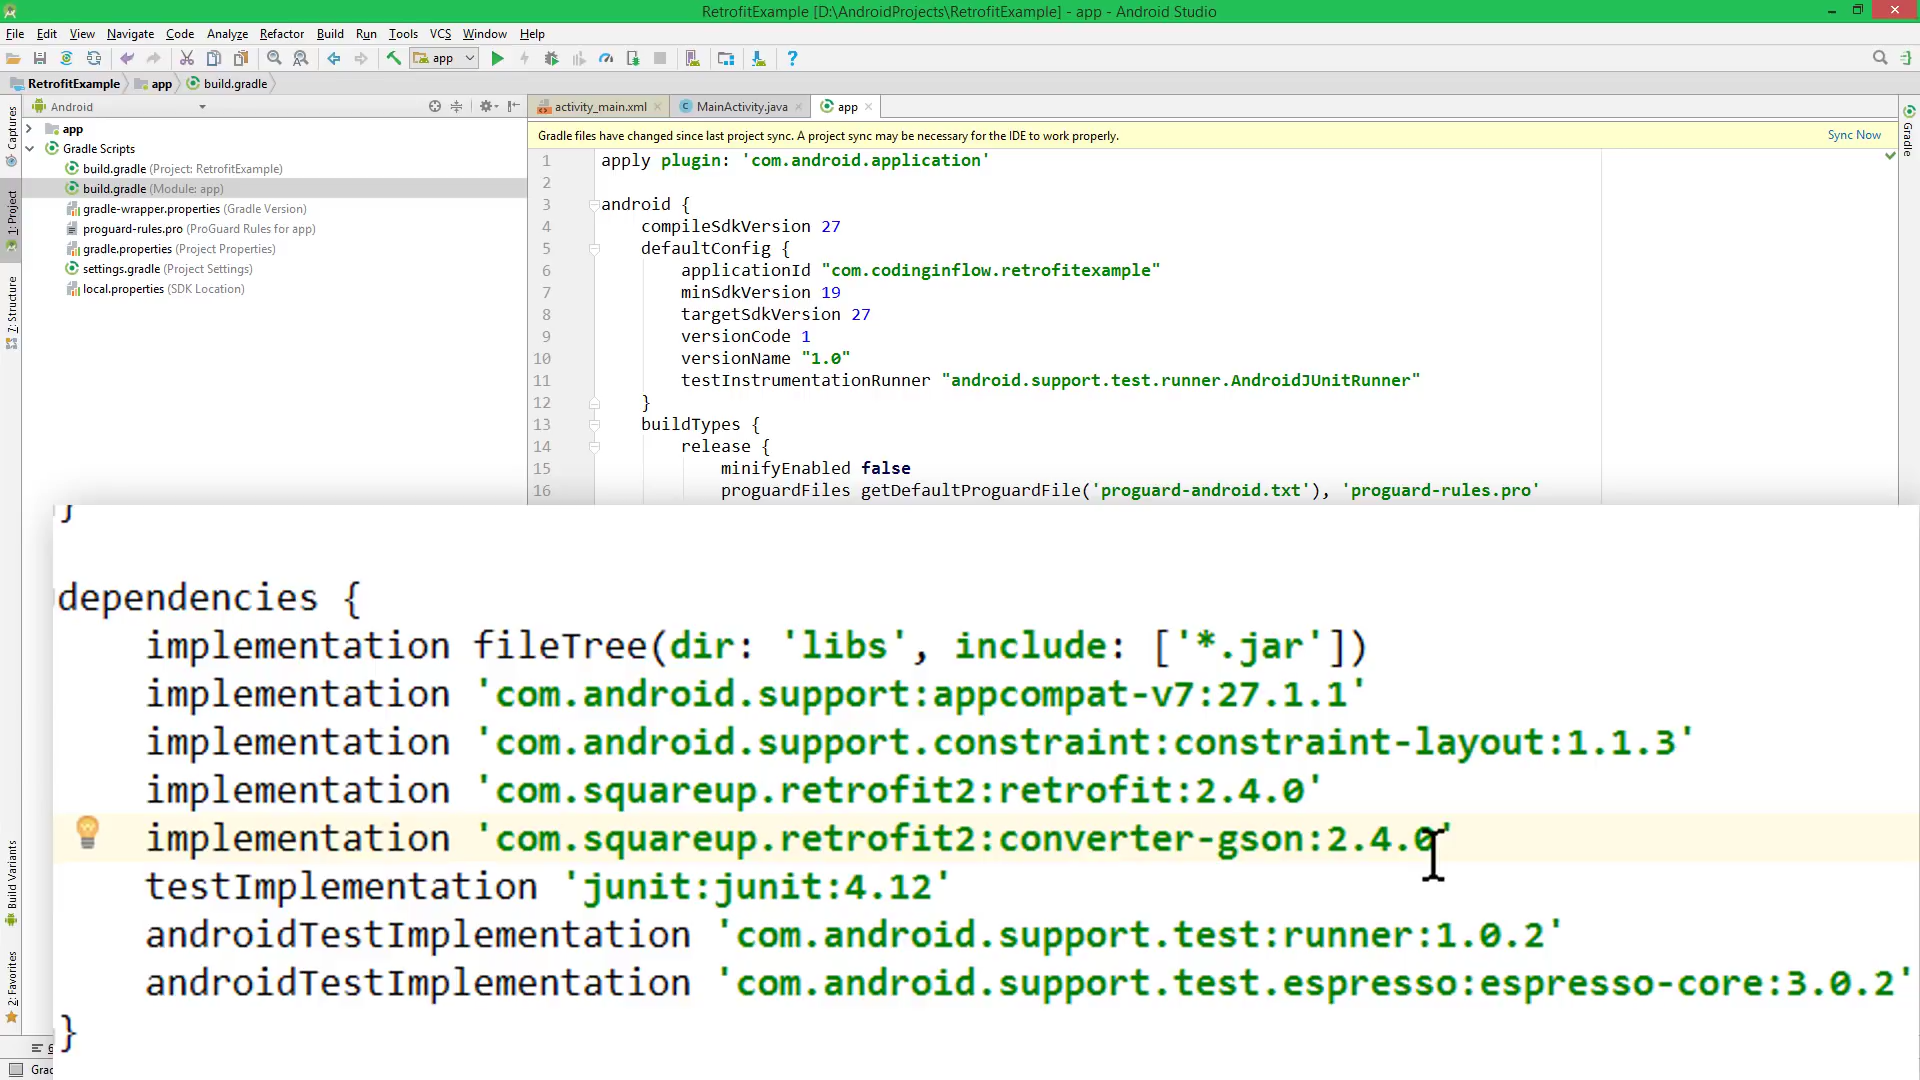 RetrofitExample [D:\AndroidProjects\RetrofitExample] - app - Android Studio
File Edit View Navigate Code Analyze Refactor Build Run Tools VCS Window Help
app
RetrofitExample app build.gradle
Android
activity_main.xml MainActivity.java app
Captures
1: Project
7: Structure
Build Variants
2: Favorites
Gradle
app
Gradle Scripts
build.gradle (Project: RetrofitExample)
build.gradle (Module: app)
gradle-wrapper.properties (Gradle Version)
proguard-rules.pro (ProGuard Rules for app)
gradle.properties (Project Properties)
settings.gradle (Project Settings)
local.properties (SDK Location)
Gradle files have changed since last project sync. A project sync may be necessary for the IDE to work properly. Sync Now
1 apply plugin: 'com.android.application'
2
3 android {
4 compileSdkVersion 27
5 defaultConfig {
6 applicationId "com.codinginflow.retrofitexample"
7 minSdkVersion 19
8 targetSdkVersion 27
9 versionCode 1
10 versionName "1.0"
11 testInstrumentationRunner "android.support.test.runner.AndroidJUnitRunner"
12 }
13 buildTypes {
14 release {
15 minifyEnabled false
16 proguardFiles getDefaultProguardFile('proguard-android.txt'), 'proguard-rules.pro'
}
dependencies {
implementation fileTree(dir: 'libs', include: ['*.jar'])
implementation 'com.android.support:appcompat-v7:27.1.1'
implementation 'com.android.support.constraint:constraint-layout:1.1.3'
implementation 'com.squareup.retrofit2:retrofit:2.4.0'
implementation 'com.squareup.retrofit2:converter-gson:2.4.0'
testImplementation 'junit:junit:4.12'
androidTestImplementation 'com.android.support.test:runner:1.0.2'
androidTestImplementation 'com.android.support.test.espresso:espresso-core:3.0.2'
}